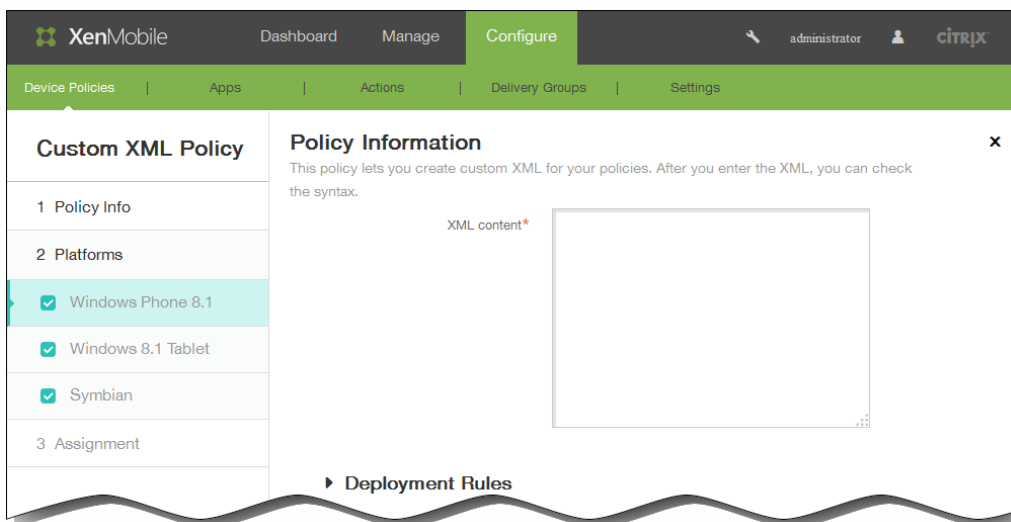 XenMobile Dashboard Manage Configure administrator CITRIX
Device Policies | Apps | Actions | Delivery Groups | Settings
Custom XML Policy
1 Policy Info
2 Platforms
Windows Phone 8.1
Windows 8.1 Tablet
Symbian
3 Assignment
Policy Information
This policy lets you create custom XML for your policies. After you enter the XML, you can check
the syntax.
XML content*
Deployment Rules